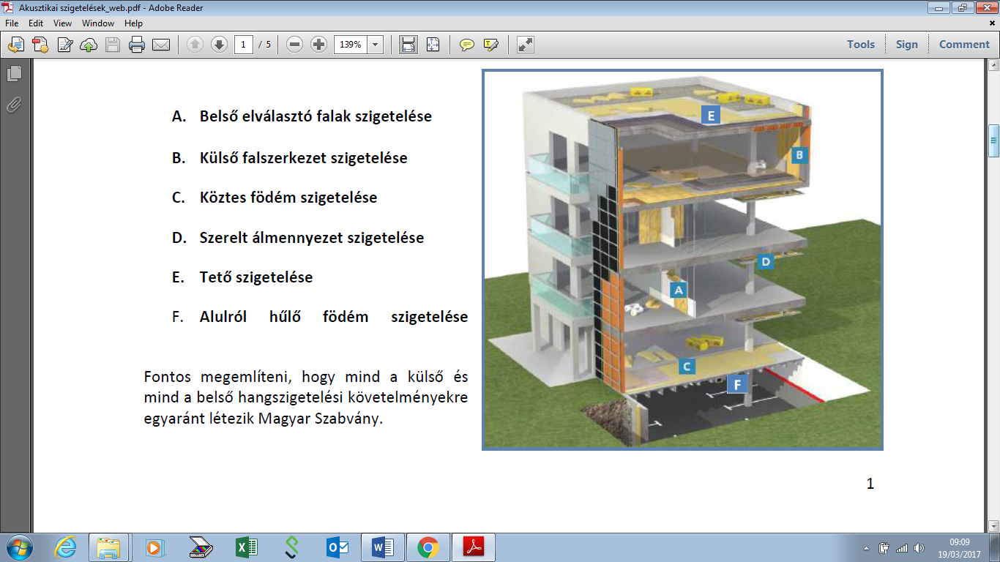 Akusztikai szigetelések_web.pdf - Adobe Reader
File Edit View Window Help
1 / 5 139% Tools Sign Comment
A. Belső elválasztó falak szigetelése
B. Külső falszerkezet szigetelése
C. Köztes födém szigetelése
D. Szerelt álmennyezet szigetelése
E. Tető szigetelése
F. Alulról hűlő födém szigetelése
Fontos megemlíteni, hogy mind a külső és
mind a belső hangszigetelési követelményekre
egyaránt létezik Magyar Szabvány.
E
B
D
A
C
F
1
09:09
19/03/2017